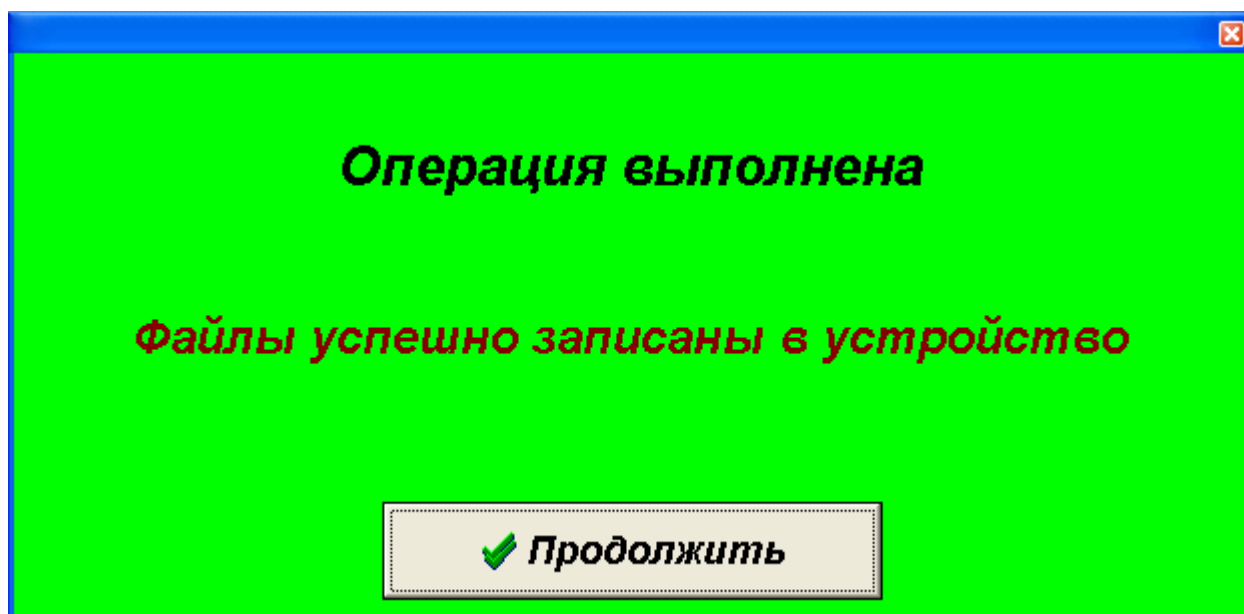 Операция выполнена
Файлы успешно записаны в устройство
Продолжить